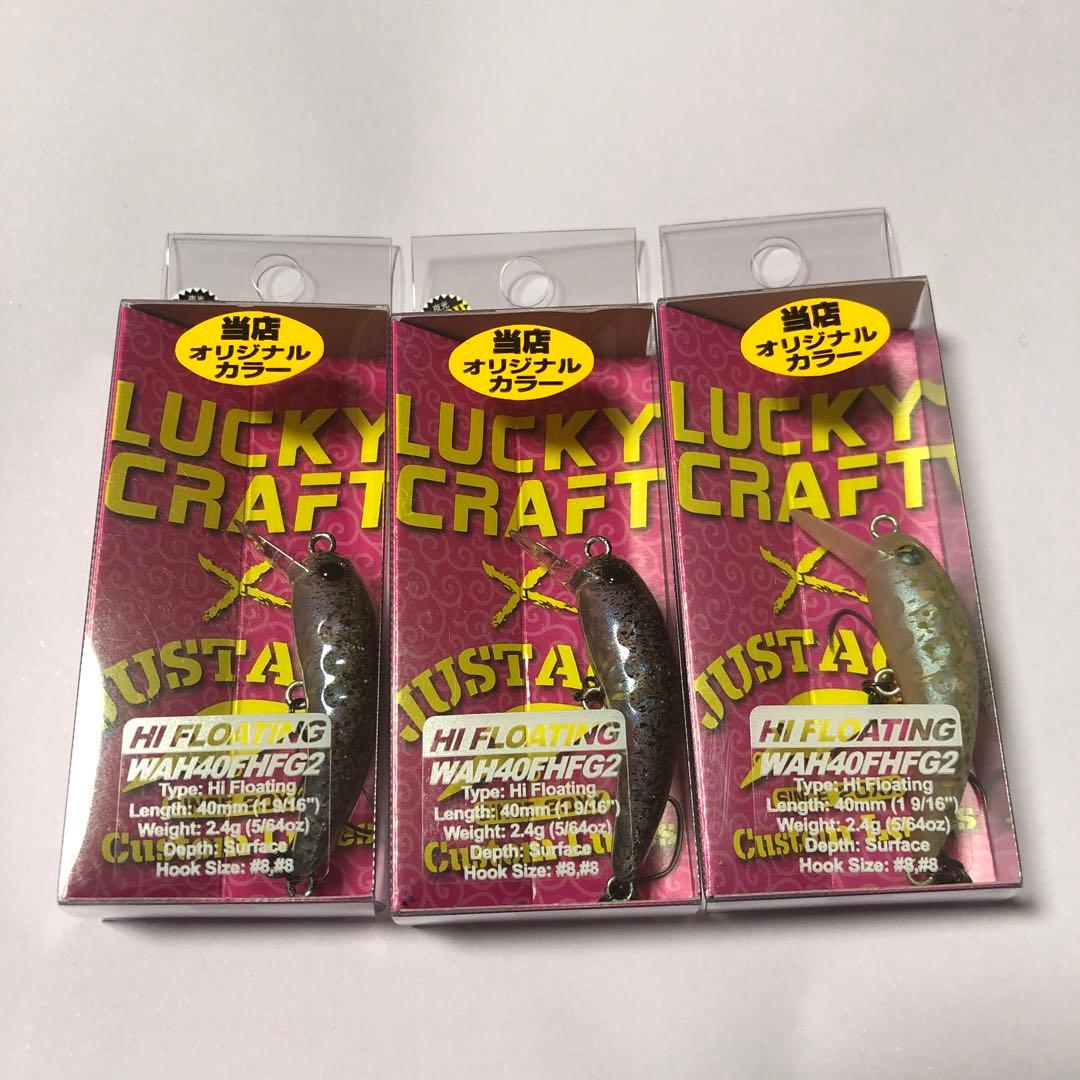 当店
オリジナル
カラー
LUCKY
CRAFT
×
JUSTA
HI FLOATING
WAH40FHFG2
Type: Hi Floating
Length: 40mm (1 9/16")
Weight: 2.4g (5/64oz)
Depth: Surface
Hook Size: #8,#8
当店
オリジナル
カラー
LUCKY
CRAFT
×
JUSTA
HI FLOATING
WAH40FHFG2
Type: Hi Floating
Length: 40mm (1 9/16")
Weight: 2.4g (5/64oz)
Depth: Surface
Hook Size: #8,#8
当店
オリジナル
カラー
LUCKY
CRAFT
×
JUSTA
HI FLOATING
WAH40FHFG2
Type: Hi Floating
Length: 40mm (1 9/16")
Weight: 2.4g (5/64oz)
Depth: Surface
Hook Size: #8,#8